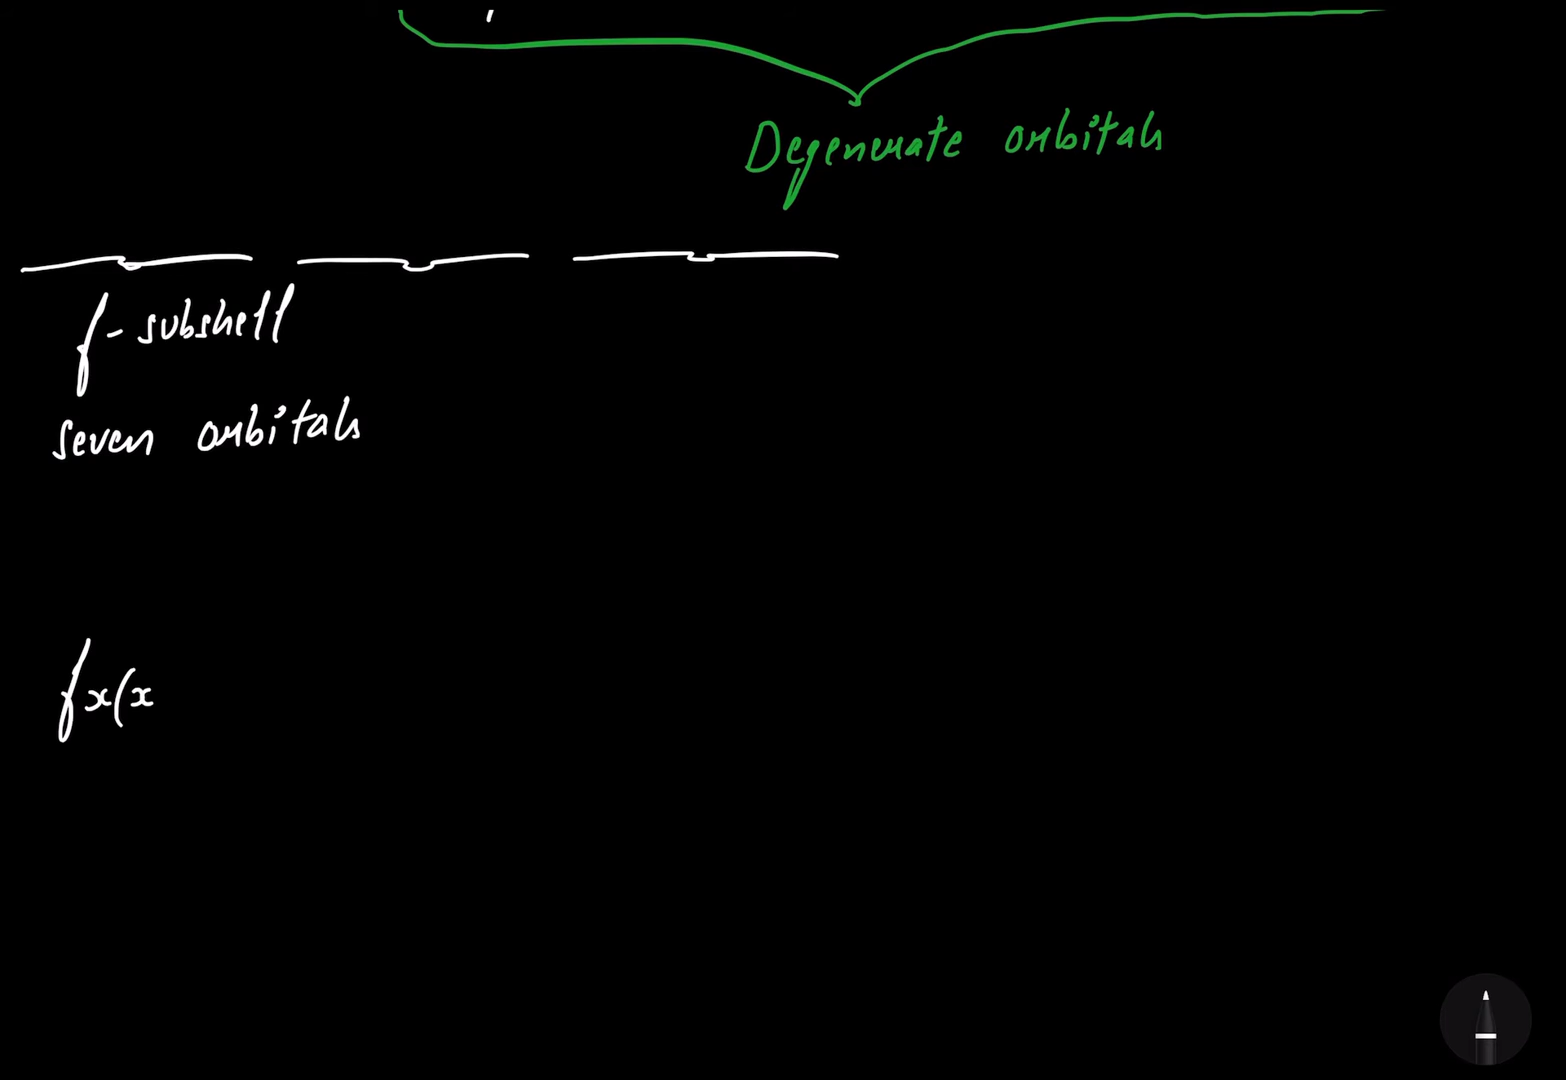 Degenerate orbitals
f-subshell
seven orbitals
fx(x